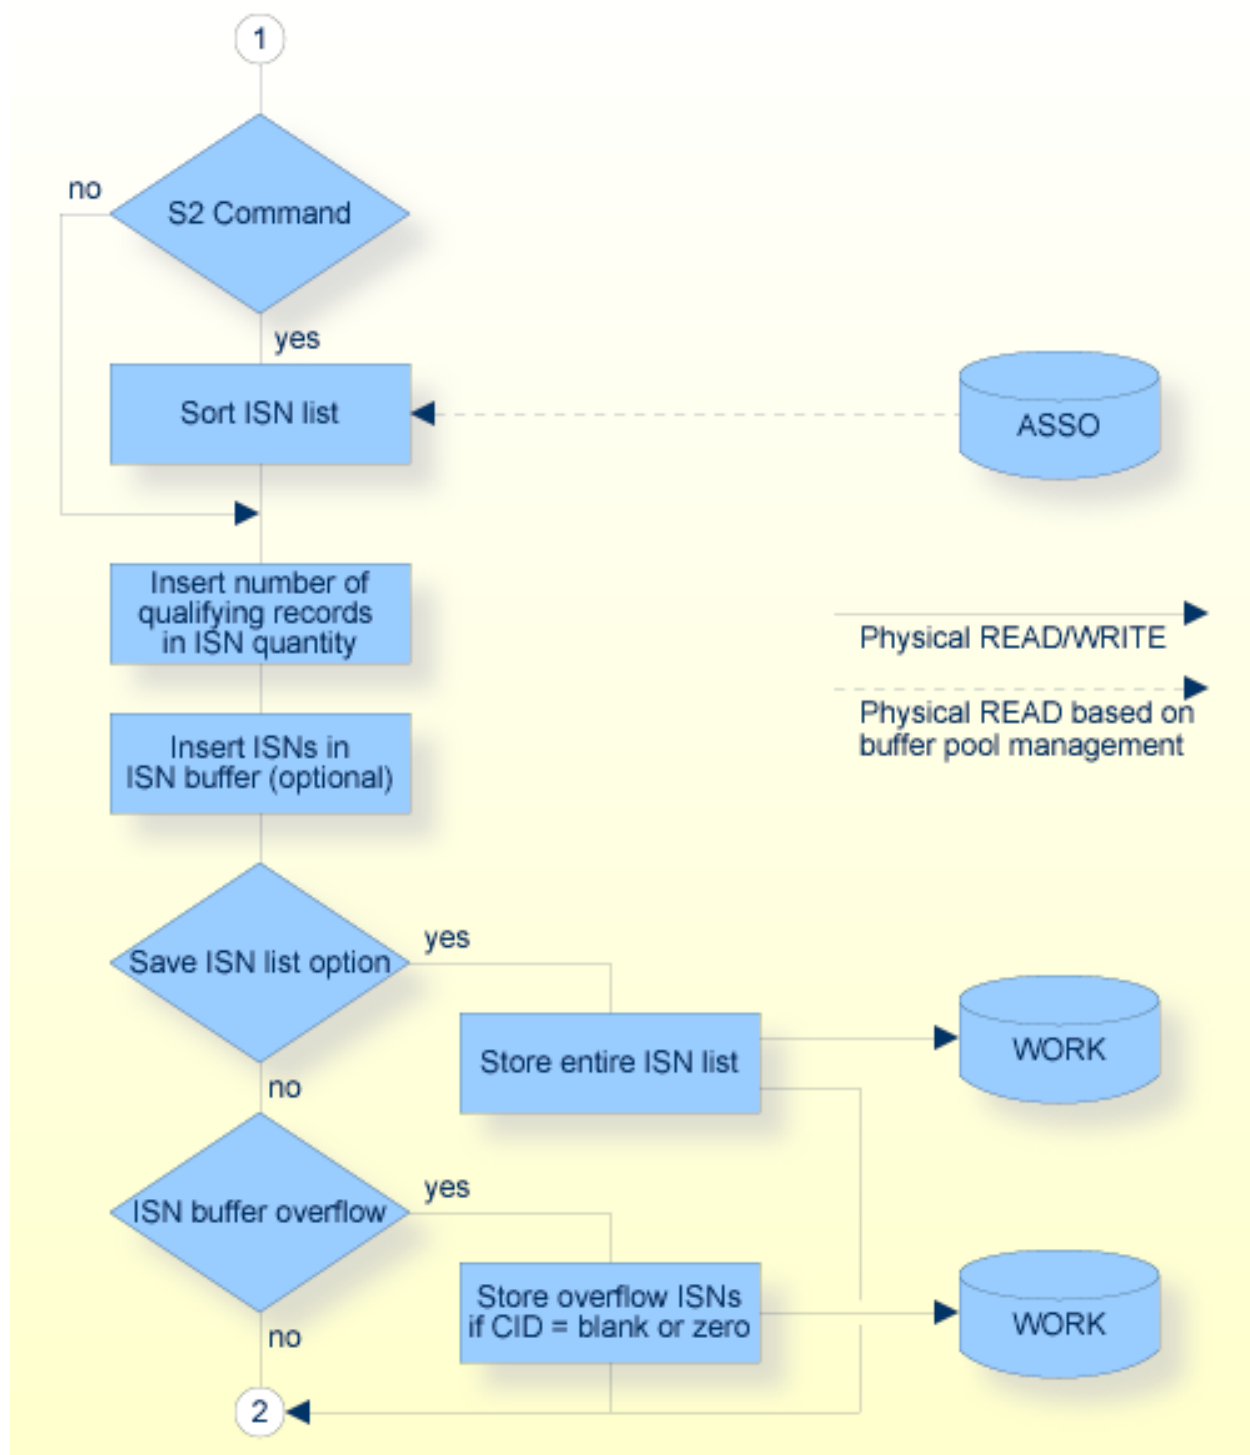 1
no
S2 Command
yes
Sort ISN list
ASSO
Insert number of
qualifying records
in ISN quantity
Physical READ/WRITE
Physical READ based on
buffer pool management
Insert ISNs in
ISN buffer (optional)
yes
Save ISN list option
Store entire ISN list
WORK
no
yes
ISN buffer overflow
Store overflow ISNs
if CID = blank or zero
WORK
no
2